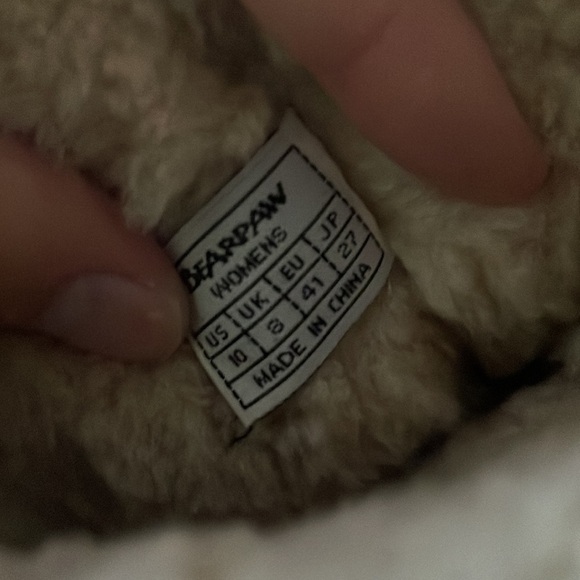 BEARPAW
WOMENS
US UK EU JP
10 8 41 27
MADE IN CHINA